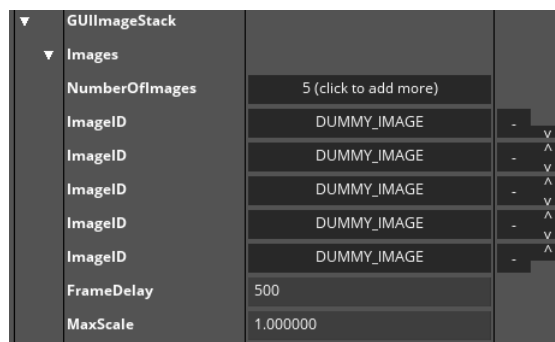 ▼ GUIImageStack
▼ Images
NumberOfImages 5 (click to add more)
ImageID DUMMY_IMAGE - v
ImageID DUMMY_IMAGE - ^ v
ImageID DUMMY_IMAGE - ^ v
ImageID DUMMY_IMAGE - ^ v
ImageID DUMMY_IMAGE - ^
FrameDelay 500
MaxScale 1.000000